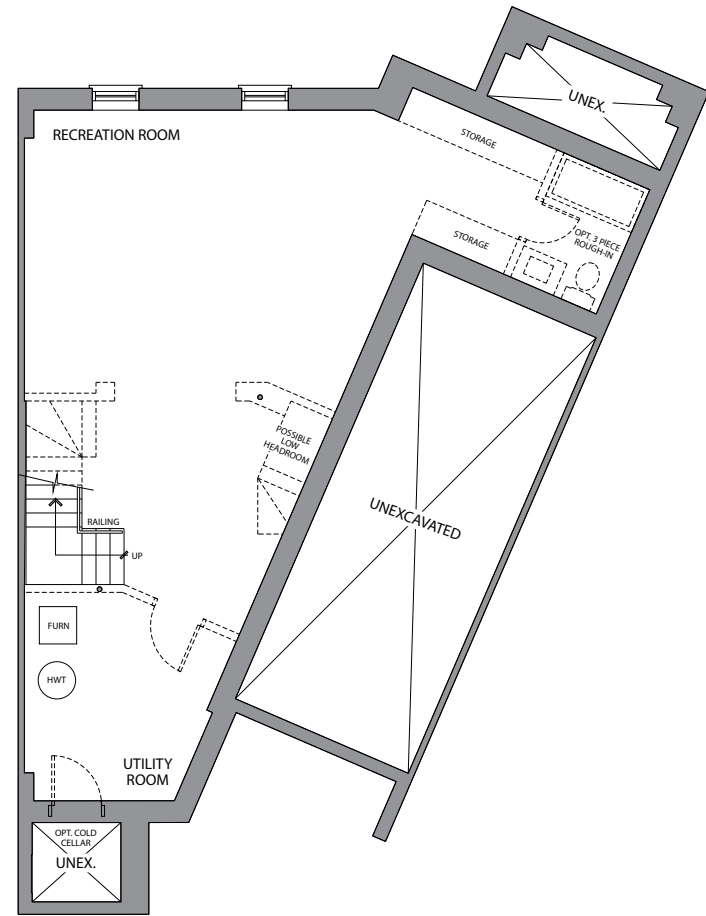 UNEX.
RECREATION ROOM
STORAGE
OPT. 3 PIECE
ROUGH-IN
STORAGE
POSSIBLE
LOW
HEADROOM
UNEXCAVATED
RAILING
UP
FURN
HWT
UTILITY
ROOM
OPT. COLD
CELLAR
UNEX.